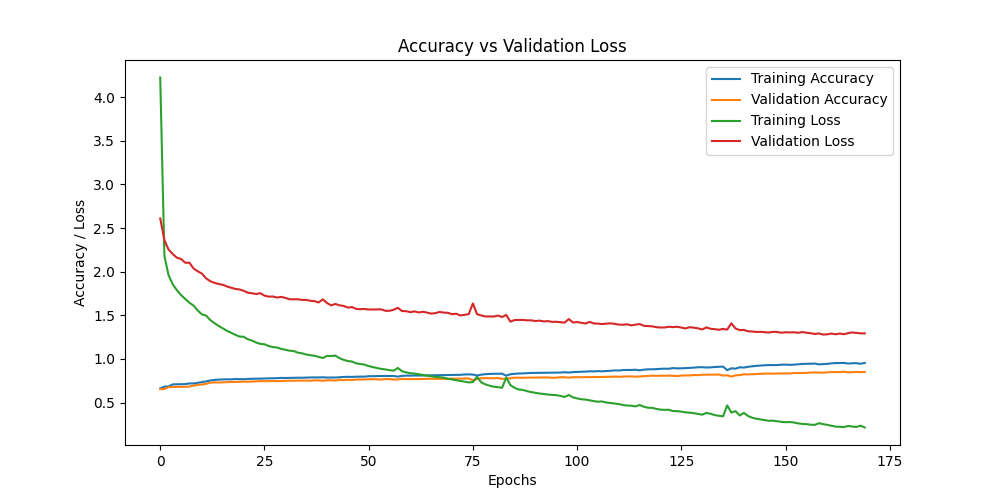 Accuracy vs Validation Loss
Training Accuracy
Validation Accuracy
Training Loss
Validation Loss
Accuracy / Loss
4.0
3.5
3.0
2.5
2.0
1.5
1.0
0.5
0 25 50 75 100 125 150 175
Epochs